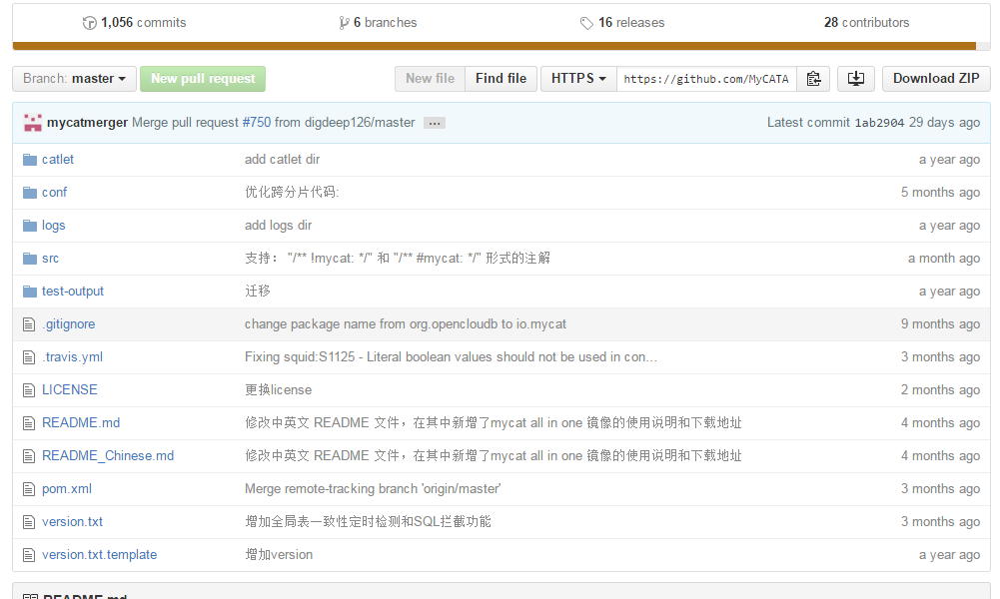 1,056 commits 6 branches 16 releases 28 contributors
Branch: master New pull request New file Find file HTTPS https://github.com/MyCATA Download ZIP
mycatmerger Merge pull request #750 from digdeep126/master … Latest commit 1ab2904 29 days ago
catlet add catlet dir a year ago
conf 优化跨分片代码: 5 months ago
logs add logs dir a year ago
src 支持： "/** !mycat: */" 和 "/** #mycat: */" 形式的注解 a month ago
test-output 迁移 a year ago
.gitignore change package name from org.opencloudb to io.mycat 9 months ago
.travis.yml Fixing squid:S1125 - Literal boolean values should not be used in con… 3 months ago
LICENSE 更换license 2 months ago
README.md 修改中英文 README 文件，在其中新增了mycat all in one 镜像的使用说明和下载地址 4 months ago
README_Chinese.md 修改中英文 README 文件，在其中新增了mycat all in one 镜像的使用说明和下载地址 4 months ago
pom.xml Merge remote-tracking branch 'origin/master' 3 months ago
version.txt 增加全局表一致性定时检测和SQL拦截功能 3 months ago
version.txt.template 增加version a year ago
README.md